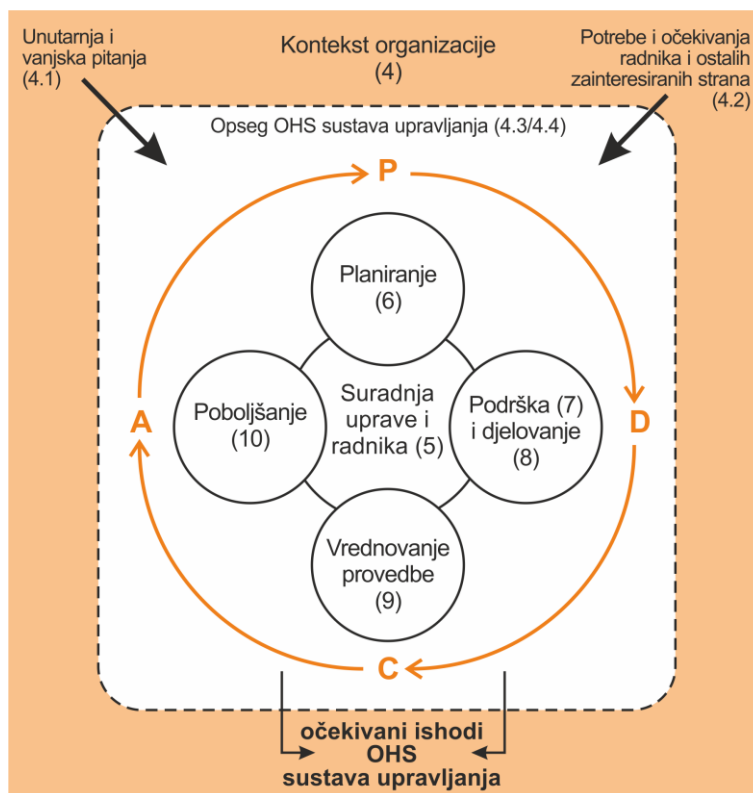 Unutarnja i
vanjska pitanja
(4.1)
Kontekst organizacije
(4)
Potrebe i očekivanja
radnika i ostalih
zainteresiranih strana
(4.2)
Opseg OHS sustava upravljanja (4.3/4.4)
P
Planiranje
(6)
A
Poboljšanje
(10)
Suradnja
uprave i
radnika (5)
Podrška (7)
i djelovanje
(8)
D
Vrednovanje
provedbe
(9)
C
očekivani ishodi
OHS
sustava upravljanja